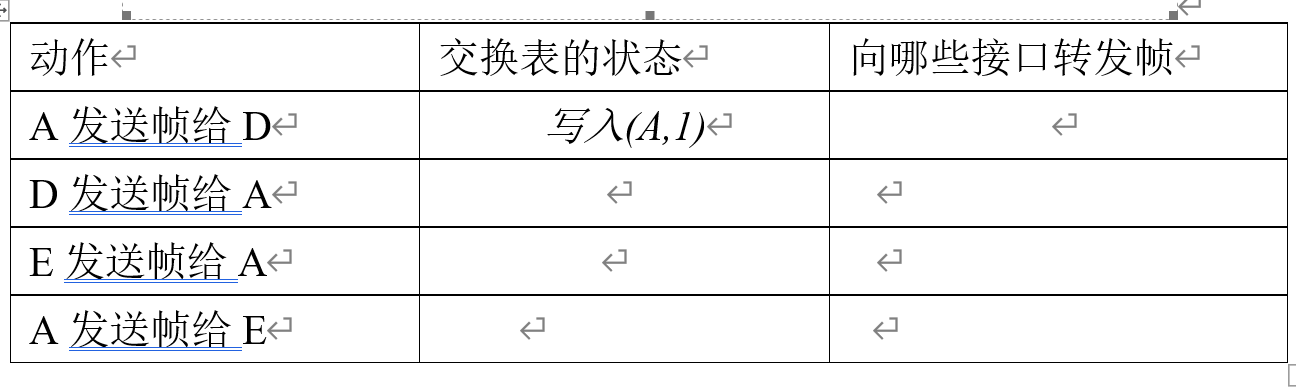 动作 交换表的状态 向哪些接口转发帧
A 发送帧给 D 写入(A,1)
D 发送帧给 A
E 发送帧给 A
A 发送帧给 E